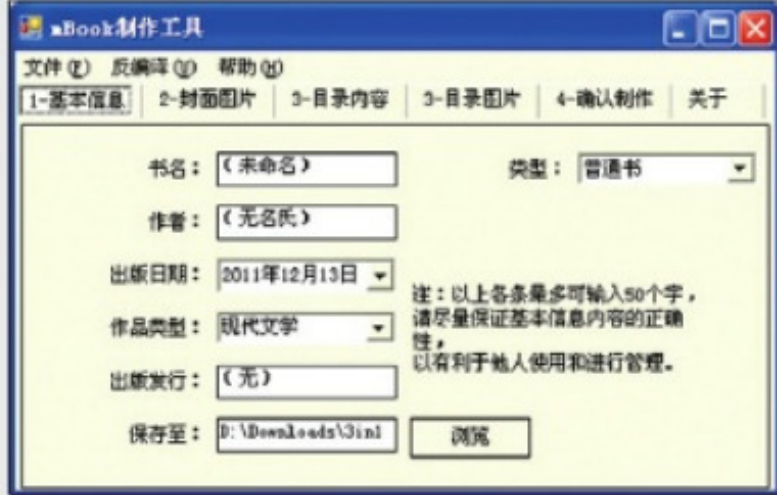 mBook制作工具
文件(F) 反编译(V) 帮助(H)
1-基本信息 2-封面图片 3-目录内容 3-目录图片 4-确认制作 关于
书名：(未命名) 类型：普通书
作者：(无名氏)
出版日期：2011年12月13日
作品类型：现代文学
注：以上各条最多可输入50个字，
请尽量保证基本信息内容的正确
性，
以有利于他人使用和进行管理。
出版发行：(无)
保存至：D:\Downloads\3in1 浏览